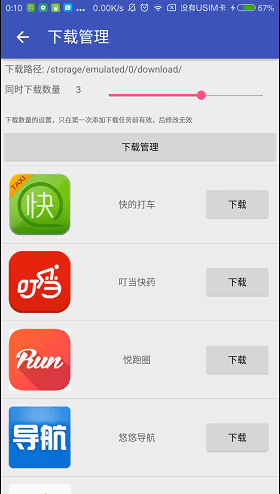 0:10 0.00K/s 没有USIM卡 67%
下载管理
下载路径: /storage/emulated/0/download/
同时下载数量 3
下载数量的设置，只在第一次添加下载任务前有效，后修改无效
下载管理
TAXI
快
快的打车
下载
叮当
叮当快药
下载
Run
悦跑圈
下载
导航
悠悠导航
下载